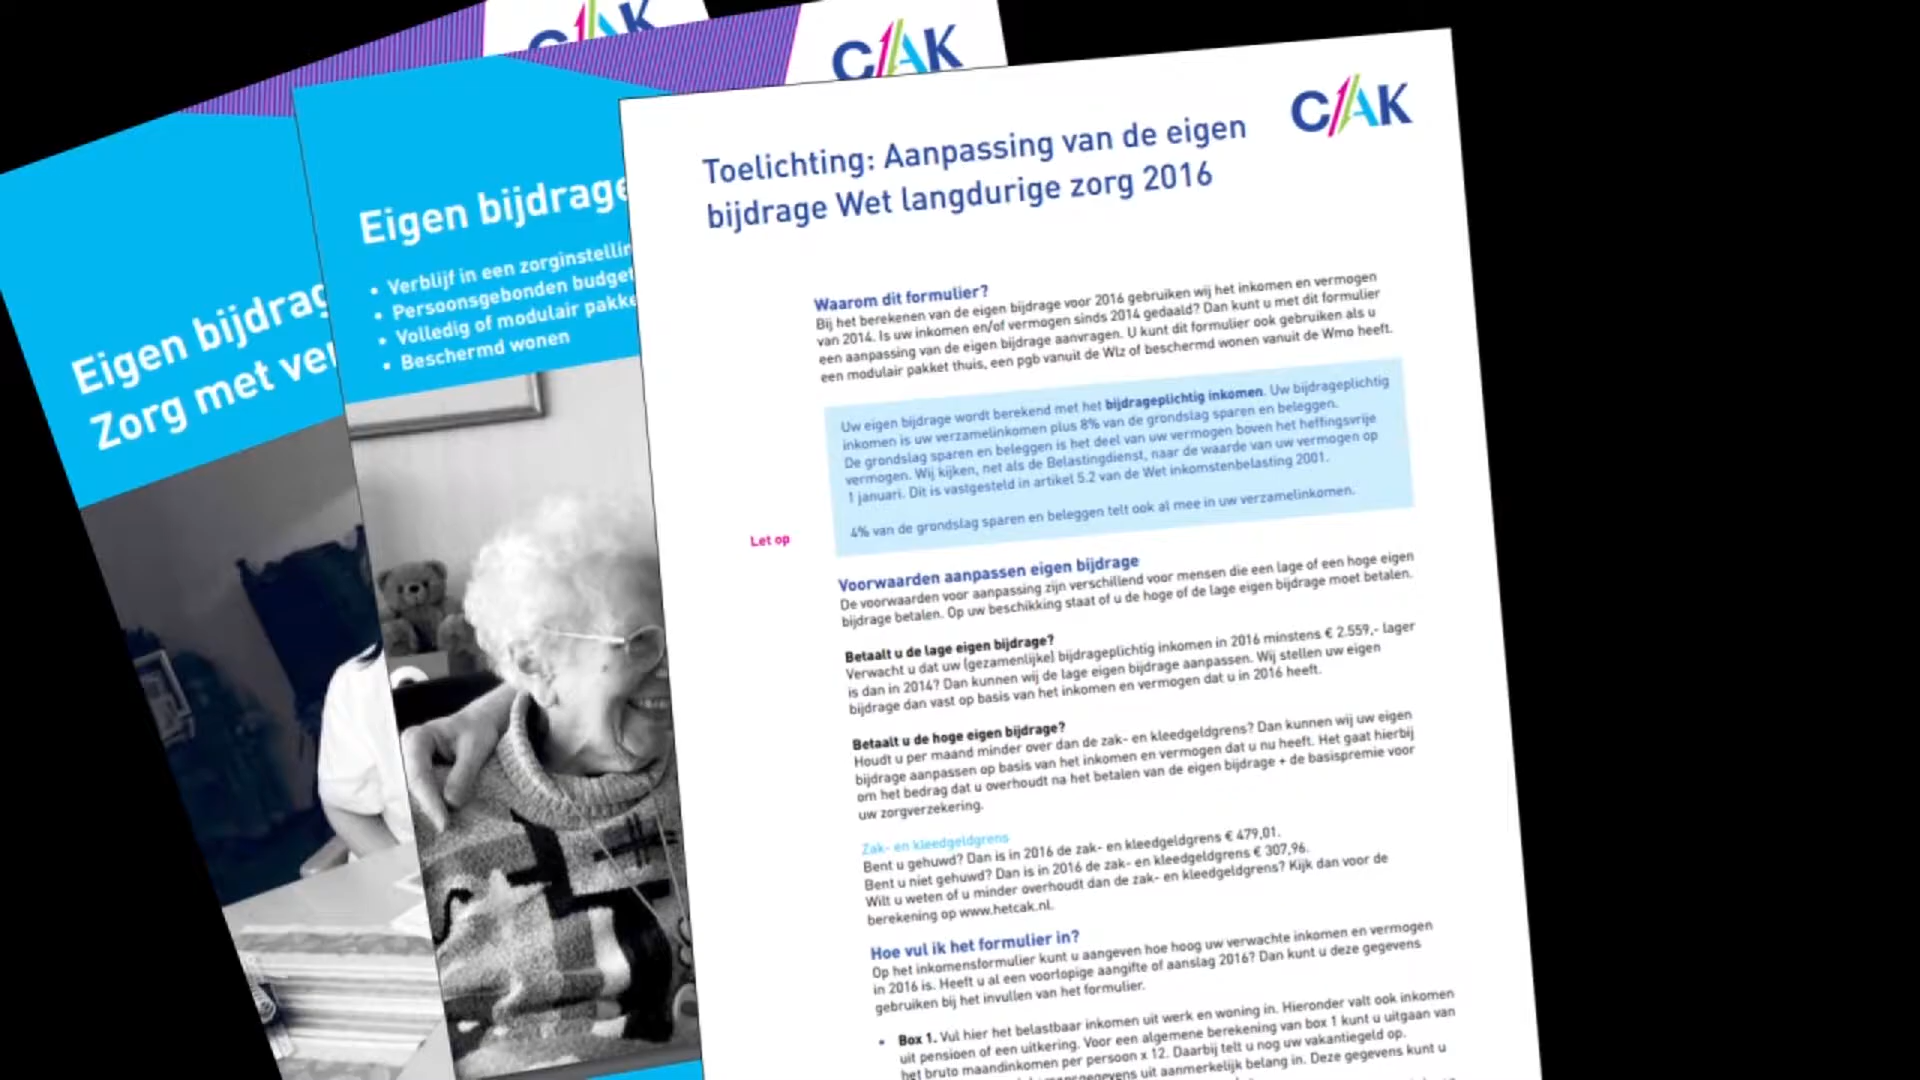 CAK
CAK
CAK
Eigen bijdrag
Zorg met ve
Eigen bijdrage
• Verblijf in een zorginstellin
• Persoonsgebonden budget
• Volledig of modulair pakke
• Beschermd wonen
Toelichting: Aanpassing van de eigen
bijdrage Wet langdurige zorg 2016
Waarom dit formulier?
Bij het berekenen van de eigen bijdrage voor 2016 gebruiken wij het inkomen en vermogen
van 2014. Is uw inkomen en/of vermogen sinds 2014 gedaald? Dan kunt u met dit formulier
een aanpassing van de eigen bijdrage aanvragen. U kunt dit formulier ook gebruiken als u
een modulair pakket thuis, een pgb vanuit de Wlz of beschermd wonen vanuit de Wmo heeft.
Uw eigen bijdrage wordt berekend met het bijdrageplichtig inkomen. Uw bijdrageplichtig
inkomen is uw verzamelinkomen plus 8% van de grondslag sparen en beleggen.
De grondslag sparen en beleggen is het deel van uw vermogen boven het heffingsvrije
vermogen. Wij kijken, net als de Belastingdienst, naar de waarde van uw vermogen op
1 januari. Dit is vastgesteld in artikel 5.2 van de Wet inkomstenbelasting 2001.
Let op
4% van de grondslag sparen en beleggen telt ook al mee in uw verzamelinkomen.
Voorwaarden aanpassen eigen bijdrage
De voorwaarden voor aanpassing zijn verschillend voor mensen die een lage of een hoge eigen
bijdrage betalen. Op uw beschikking staat of u de hoge of de lage eigen bijdrage moet betalen.
Betaalt u de lage eigen bijdrage?
Verwacht u dat uw (gezamenlijke) bijdrageplichtig inkomen in 2016 minstens € 2.559,- lager
is dan in 2014? Dan kunnen wij de lage eigen bijdrage aanpassen. Wij stellen uw eigen
bijdrage dan vast op basis van het inkomen en vermogen dat u in 2016 heeft.
Betaalt u de hoge eigen bijdrage?
Houdt u per maand minder over dan de zak- en kleedgeldgrens? Dan kunnen wij uw eigen
bijdrage aanpassen op basis van het inkomen en vermogen dat u nu heeft. Het gaat hierbij
om het bedrag dat u overhoudt na het betalen van de eigen bijdrage + de basispremie voor
uw zorgverzekering.
Zak- en kleedgeldgrens
Bent u gehuwd? Dan is in 2016 de zak- en kleedgeldgrens € 479,01.
Bent u niet gehuwd? Dan is in 2016 de zak- en kleedgeldgrens € 307,96.
Wilt u weten of u minder overhoudt dan de zak- en kleedgeldgrens? Kijk dan voor de
berekening op www.hetcak.nl.
Hoe vul ik het formulier in?
Op het inkomensformulier kunt u aangeven hoe hoog uw verwachte inkomen en vermogen
in 2016 is. Heeft u al een voorlopige aangifte of aanslag 2016? Dan kunt u deze gegevens
gebruiken bij het invullen van het formulier.
• Box 1. Vul hier het belastbaar inkomen uit werk en woning in. Hieronder valt ook inkomen
uit pensioen of een uitkering. Voor een algemene berekening van box 1 kunt u uitgaan van
het bruto maandinkomen per persoon x 12. Daarbij telt u nog uw vakantiegeld op.
uit aanmerkelijk belang in. Deze gegevens kunt u